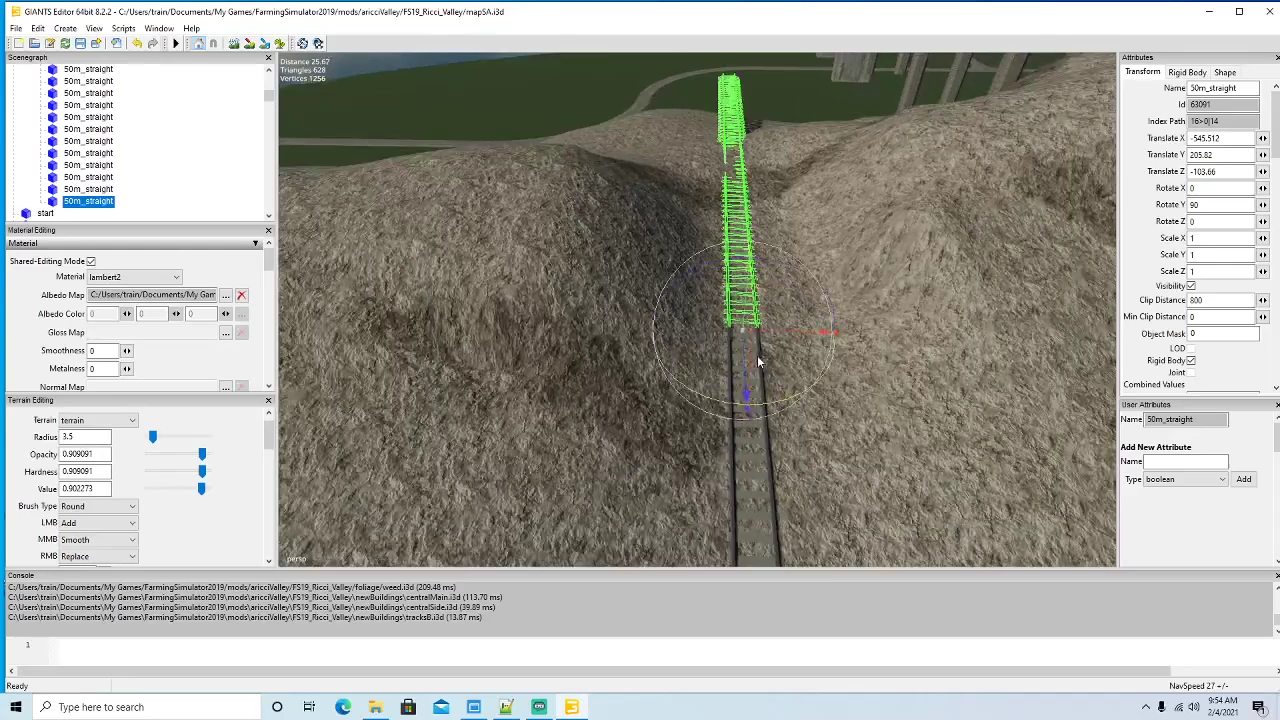 GIANTS Editor 64bit 8.2.2 - C:/Users/train/Documents/My Games/FarmingSimulator2019/mods/aricciValley/FS19_Ricci_Valley/mapSA.i3d
File Edit Create View Scripts Window Help
Scenegraph
50m_straight
50m_straight
50m_straight
50m_straight
50m_straight
50m_straight
50m_straight
50m_straight
50m_straight
50m_straight
50m_straight
50m_straight
start
Material Editing
Material
Shared-Editing Mode
Material lambert2
Albedo Map C:/Users/train/Documents/My Gam ...
Albedo Color 0 0 0 ...
Gloss Map ...
Smoothness 0
Metalness 0
Normal Map
Terrain Editing
Terrain terrain
Radius 3.5
Opacity 0.909091
Hardness 0.909091
Value 0.902273
Brush Type Round
LMB Add
MMB Smooth
RMB Replace
Distance 25.67
Triangles 628
Vertices 1256
persp
Attributes
Transform Rigid Body Shape
Name 50m_straight
Id 63091
Index Path 16>0|14
Translate X -545.512
Translate Y 205.82
Translate Z -103.66
Rotate X 0
Rotate Y 90
Rotate Z 0
Scale X 1
Scale Y 1
Scale Z 1
Visibility
Clip Distance 800
Min Clip Distance 0
Object Mask 0
LOD
Rigid Body
Joint
Combined Values
User Attributes
Name 50m_straight
Add New Attribute
Name
Type boolean Add
Console
C:/Users/train/Documents/My Games/FarmingSimulator2019/mods/aricciValley/FS19_Ricci_Valley/foliage/weed.i3d (209.48 ms)
C:/Users/train/Documents/My Games/FarmingSimulator2019/mods\aricciValley\FS19_Ricci_Valley\newBuildings\centralMain.i3d (113.70 ms)
C:/Users/train/Documents/My Games/FarmingSimulator2019/mods\aricciValley\FS19_Ricci_Valley\newBuildings\centralSide.i3d (39.89 ms)
C:/Users/train/Documents/My Games/FarmingSimulator2019/mods\aricciValley\FS19_Ricci_Valley\newBuildings\tracksB.i3d (13.87 ms)
1
Ready
NavSpeed 27 +/-
Type here to search
9:54 AM
2/4/2021